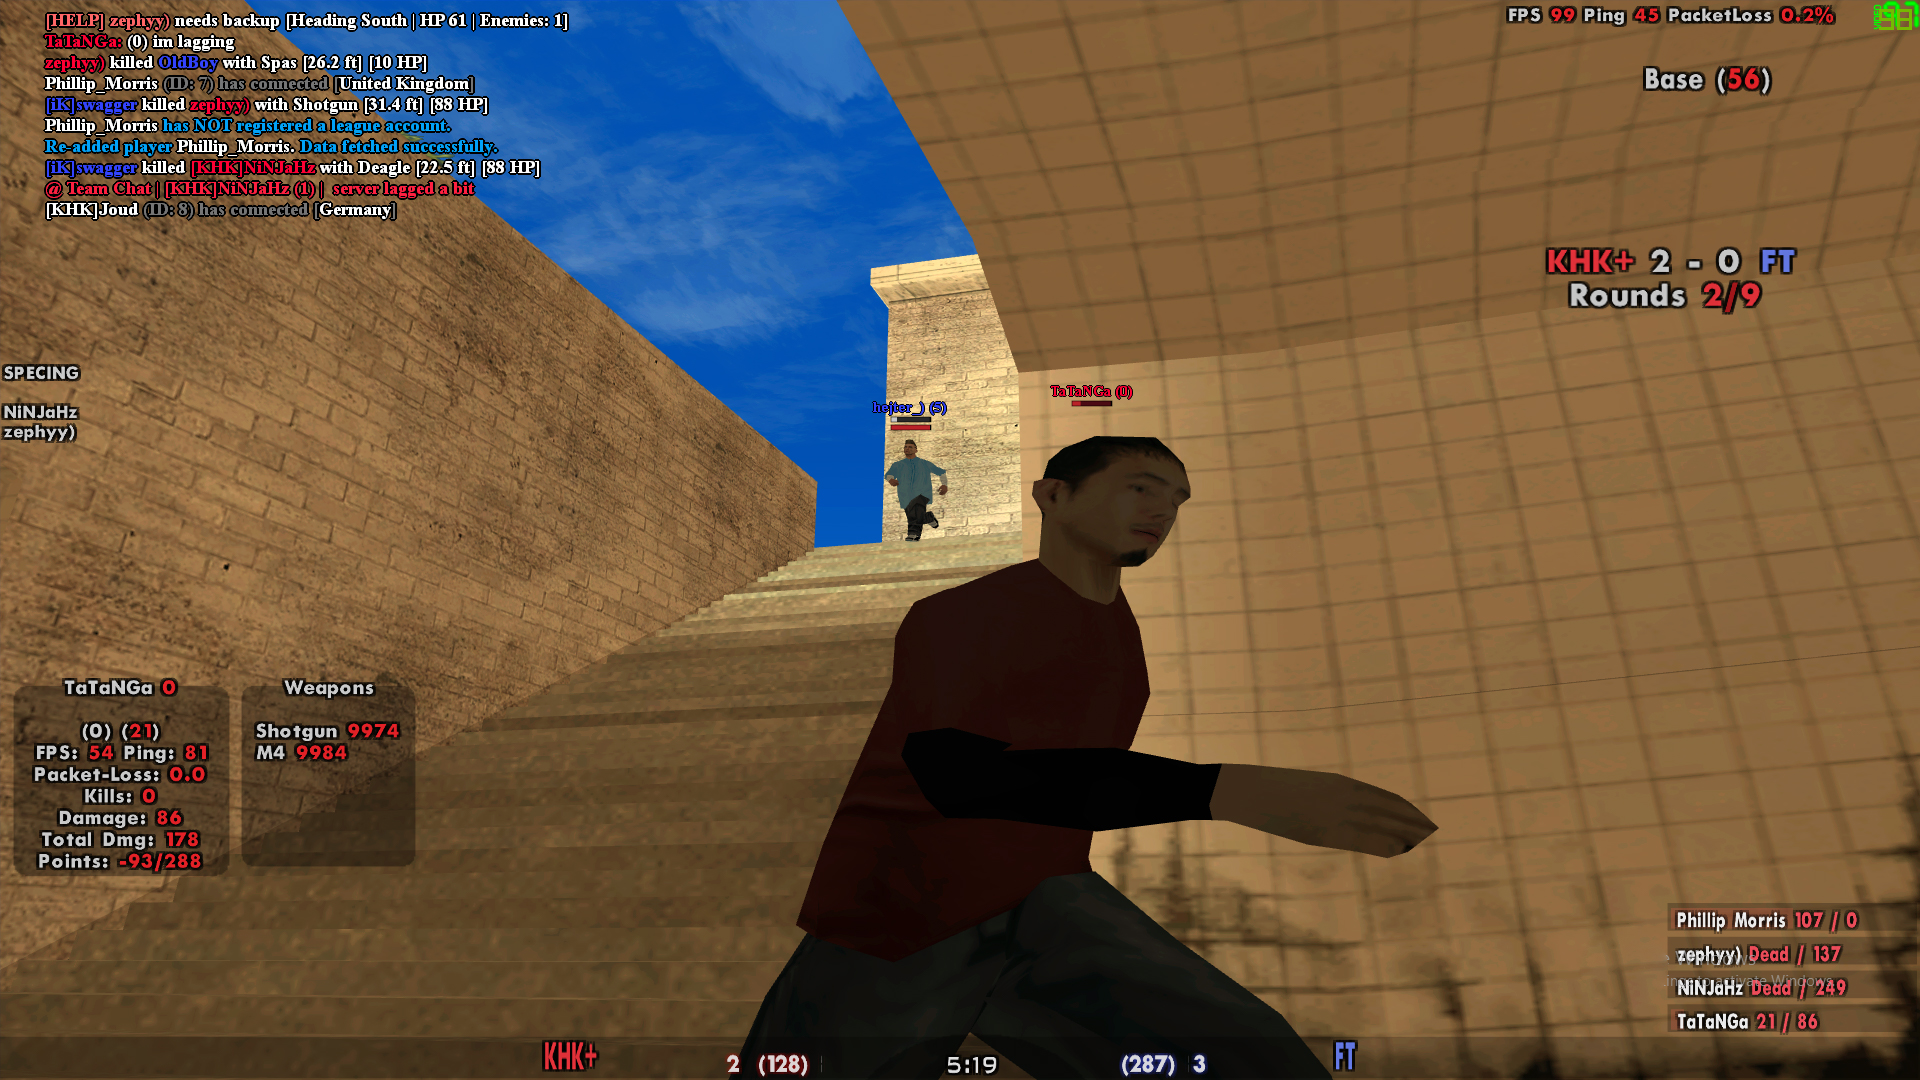 [HELP] zephyy) needs backup [Heading South | HP 61 | Enemies: 1]
TaTaNGa: (0) im lagging
zephyy) killed OldBoy with Spas [26.2 ft] [10 HP]
Phillip_Morris (ID: 7) has connected [United Kingdom]
[iK]swagger killed zephyy) with Shotgun [31.4 ft] [88 HP]
Phillip_Morris has NOT registered a league account.
Re-added player Phillip_Morris. Data fetched successfully.
[iK]swagger killed [KHK]NiNJaHz with Deagle [22.5 ft] [88 HP]
@ Team Chat | [KHK]NiNJaHz (1) | server lagged a bit
[KHK]Joud (ID: 8) has connected [Germany]
FPS 99 Ping 45 PacketLoss 0.2%
97
Base (56)
KHK+ 2 - 0 FT
Rounds 2/9
SPECING
NiNJaHz
zephyy)
hejter_) (5)
TaTaNGa (0)
TaTaNGa 0
(0) (21)
FPS: 54 Ping: 81
Packet-Loss: 0.0
Kills: 0
Damage: 86
Total Dmg: 178
Points: -93/288
Weapons
Shotgun 9974
M4 9984
Phillip Morris 107 / 0
zephyy) Dead / 137
NiNJaHz Dead / 249
TaTaNGa 21 / 86
to activate Windows
KHK+ 2 (128) 5:19 (287) 3 FT